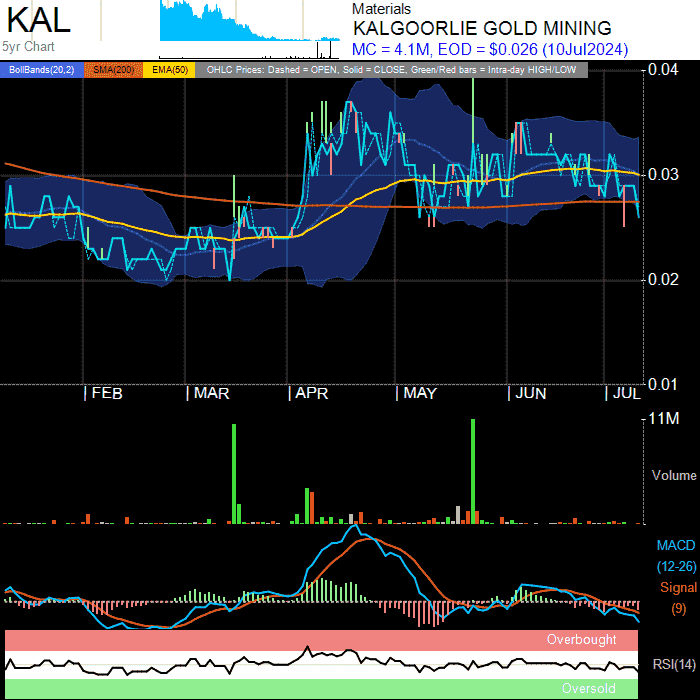 KAL
5yr Chart
Materials
KALGOORLIE GOLD MINING
MC = 4.1M, EOD = $0.026 (10Jul2024)
BollBands(20,2) SMA(200) EMA(50) OHLC Prices: Dashed = OPEN, Solid = CLOSE, Green/Red bars = Intra-day HIGH/LOW
0.04
0.03
0.02
0.01
| FEB | MAR | APR | MAY | JUN | JUL
11M
Volume
MACD
(12-26)
Signal
(9)
Overbought
RSI(14)
Oversold